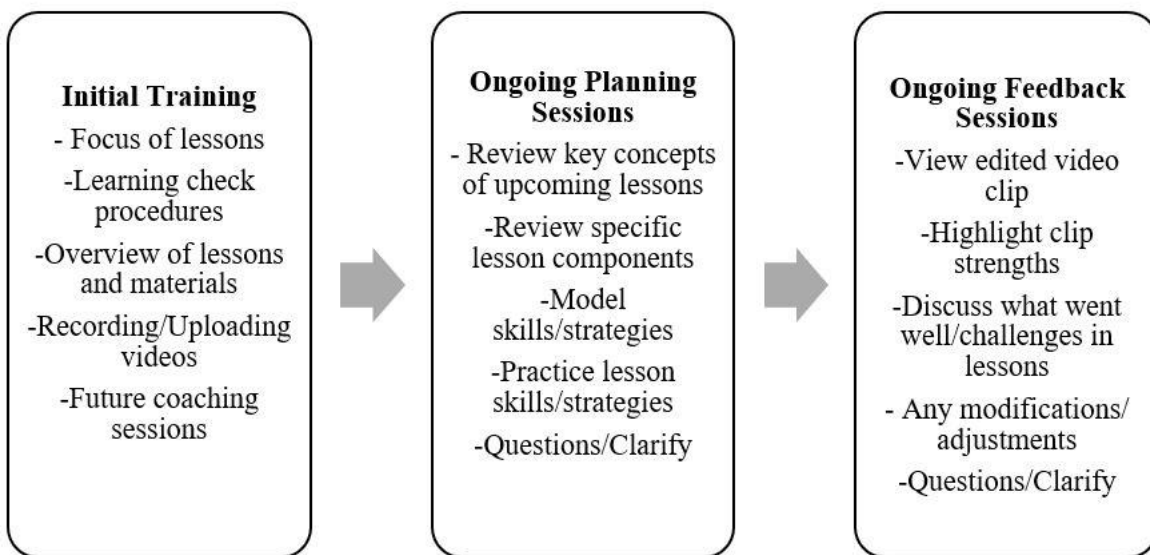 Initial Training
- Focus of lessons
-Learning check
procedures
-Overview of lessons
and materials
-Recording/Uploading
videos
-Future coaching
sessions
Ongoing Planning
Sessions
- Review key concepts
of upcoming lessons
-Review specific
lesson components
-Model
skills/strategies
-Practice lesson
skills/strategies
-Questions/Clarify
Ongoing Feedback
Sessions
-View edited video
clip
-Highlight clip
strengths
-Discuss what went
well/challenges in
lessons
- Any modifications/
adjustments
-Questions/Clarify